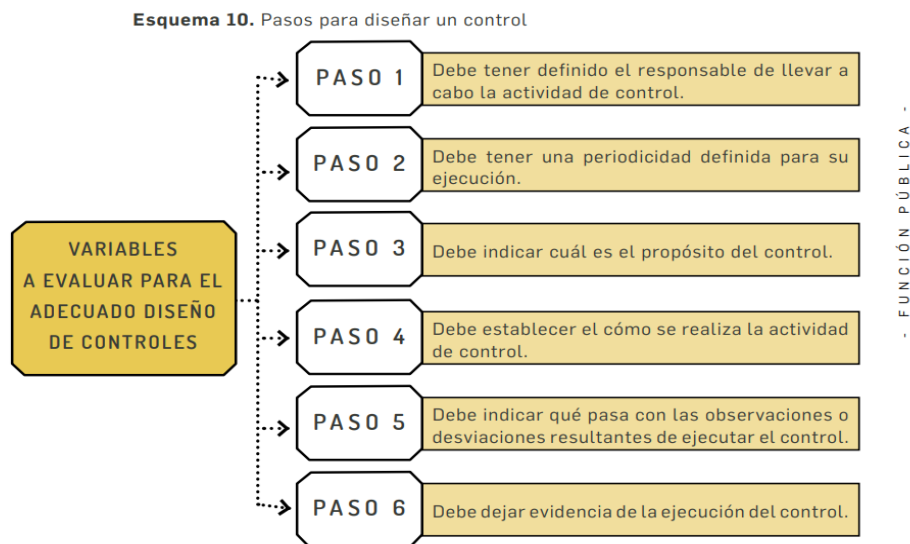 Esquema 10. Pasos para diseñar un control
VARIABLES
A EVALUAR PARA EL
ADECUADO DISEÑO
DE CONTROLES
PASO 1
Debe tener definido el responsable de llevar a
cabo la actividad de control.
PASO 2
Debe tener una periodicidad definida para su
ejecución.
PASO 3
Debe indicar cuál es el propósito del control.
PASO 4
Debe establecer el cómo se realiza la actividad
de control.
PASO 5
Debe indicar qué pasa con las observaciones o
desviaciones resultantes de ejecutar el control.
PASO 6
Debe dejar evidencia de la ejecución del control.
- FUNCIÓN PÚBLICA -